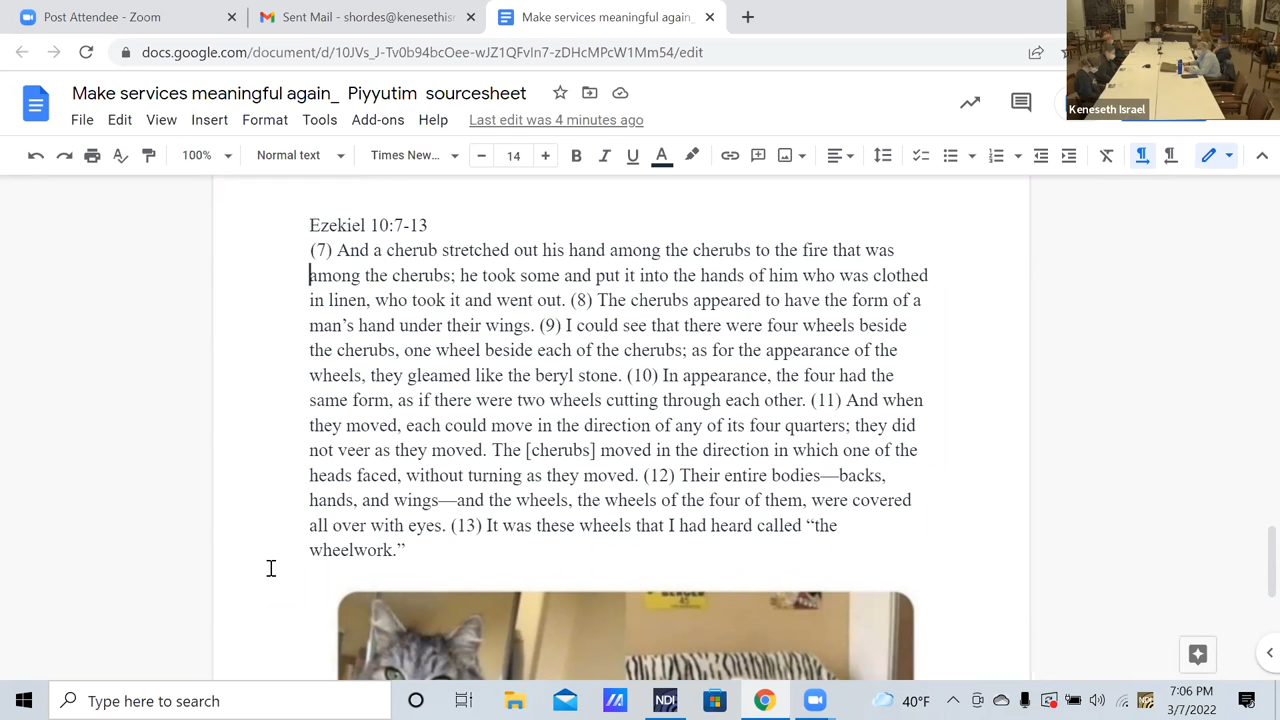 Post Attendee - Zoom
Sent Mail - shordes@kenesethisr
Make services meaningful again_
docs.google.com/document/d/10JVs_J-Tv0b94bcOee-wJZ1QFvIn7-zDHcMPcW1Mm54/edit
Make services meaningful again_ Piyyutim sourcesheet
File Edit View Insert Format Tools Add-ons Help Last edit was 4 minutes ago
Keneseth Israel
100% Normal text Times New... 14 B I U A
Ezekiel 10:7-13
(7) And a cherub stretched out his hand among the cherubs to the fire that was
among the cherubs; he took some and put it into the hands of him who was clothed
in linen, who took it and went out. (8) The cherubs appeared to have the form of a
man’s hand under their wings. (9) I could see that there were four wheels beside
the cherubs, one wheel beside each of the cherubs; as for the appearance of the
wheels, they gleamed like the beryl stone. (10) In appearance, the four had the
same form, as if there were two wheels cutting through each other. (11) And when
they moved, each could move in the direction of any of its four quarters; they did
not veer as they moved. The [cherubs] moved in the direction in which one of the
heads faced, without turning as they moved. (12) Their entire bodies—backs,
hands, and wings—and the wheels, the wheels of the four of them, were covered
all over with eyes. (13) It was these wheels that I had heard called “the
wheelwork.”
Type here to search
NDI
40°F
7:06 PM
3/7/2022